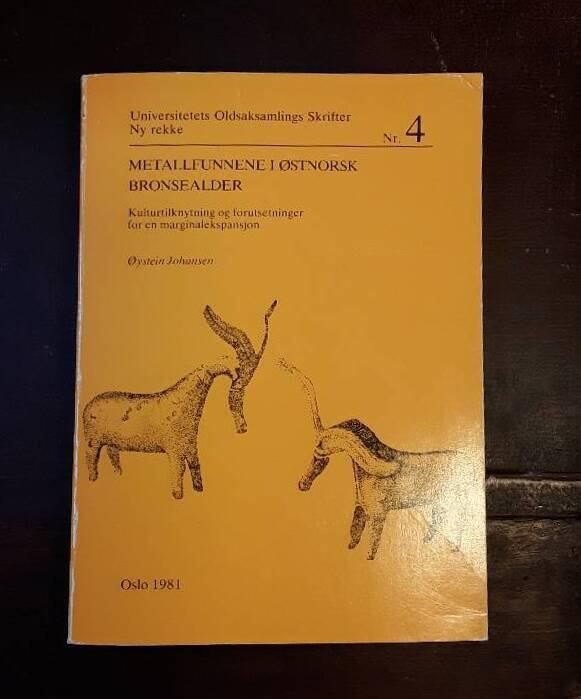 Universitetets Oldsaksamlings Skrifter
Ny rekke
Nr. 4
METALLFUNNENE I ØSTNORSK
BRONSEALDER
Kulturtilknytning og forutsetninger
for en marginalekspansjon
Øystein Johansen
Oslo 1981